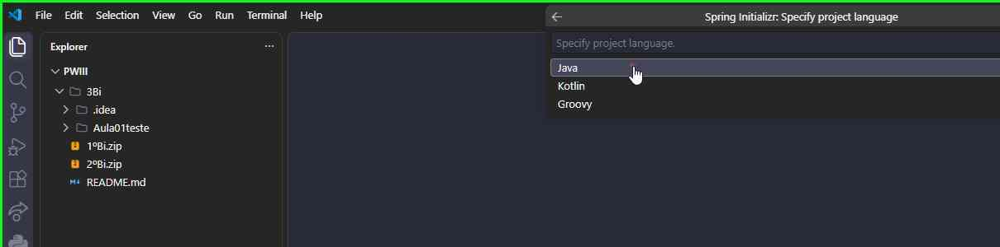 File Edit Selection View Go Run Terminal Help
Spring Initializr: Specify project language
Explorer
Specify project language.
PWIII
Java
3Bi
Kotlin
.idea
Groovy
Aula01teste
1ºBi.zip
2ºBi.zip
README.md